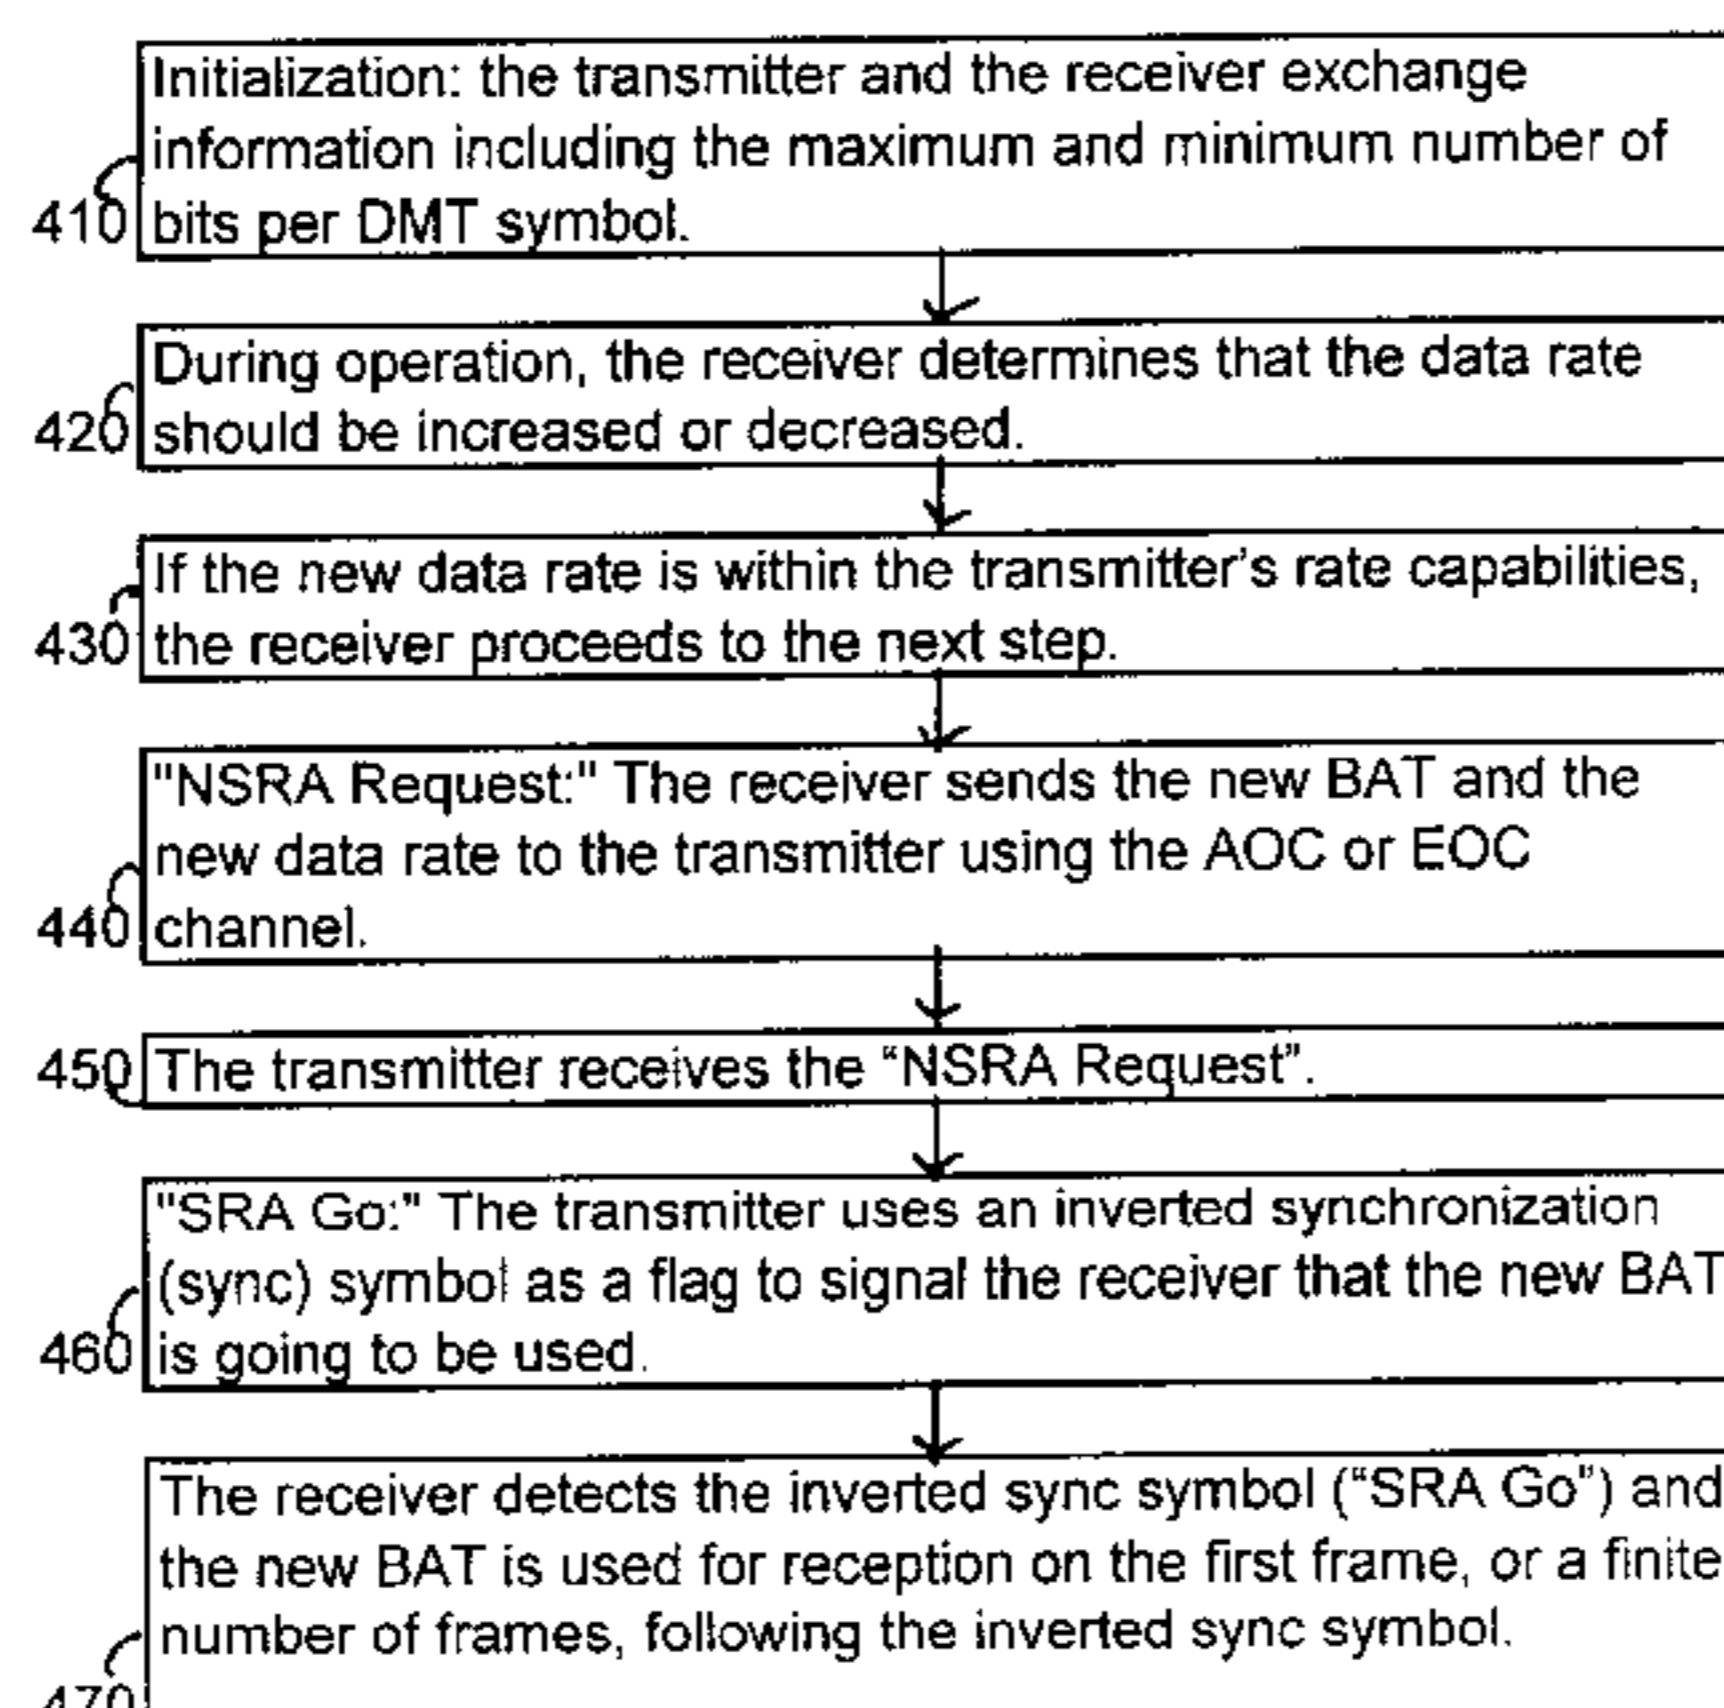 Initialization: the transmitter and the receiver exchange
information including the maximum and minimum number of
410 bits per DMT symbol.
During operation, the receiver determines that the data rate
420 should be increased or decreased.
If the new data rate is within the transmitter's rate capabilities,
430 the receiver proceeds to the next step.
"NSRA Request:" The receiver sends the new BAT and the
new data rate to the transmitter using the AOC or EOC
440 channel.
450 The transmitter receives the “NSRA Request”.
"SRA Go:" The transmitter uses an inverted synchronization
(sync) symbol as a flag to signal the receiver that the new BAT
460 is going to be used.
The receiver detects the inverted sync symbol (“SRA Go”) and
the new BAT is used for reception on the first frame, or a finite
number of frames, following the inverted sync symbol.
470